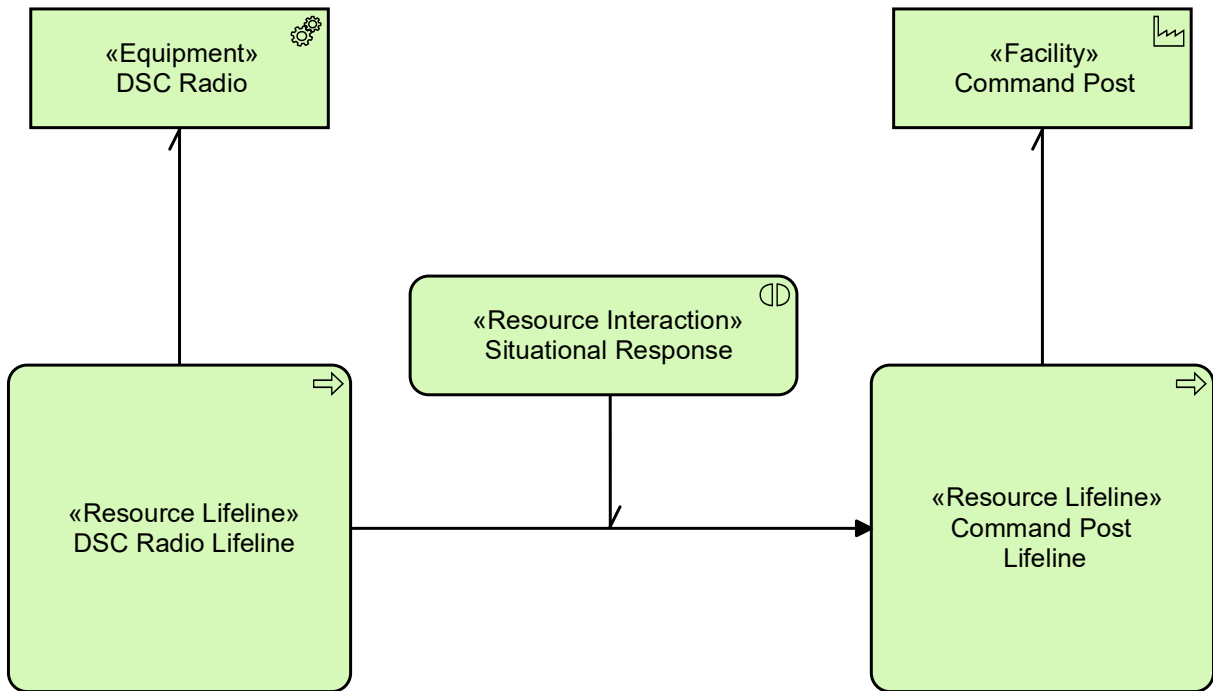 «Equipment»
DSC Radio
«Facility»
Command Post
«Resource Interaction»
Situational Response
«Resource Lifeline»
DSC Radio Lifeline
«Resource Lifeline»
Command Post
Lifeline